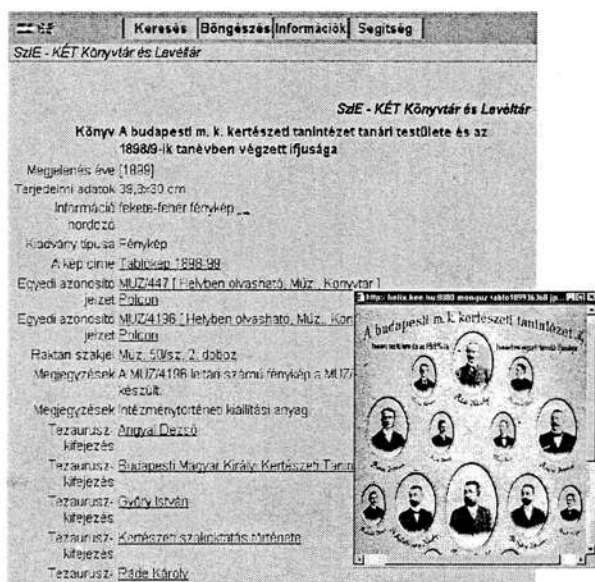 Keresés Böngészés Információk Segítség
SzIE - KÉT Könyvtár és Levéltár
SzIE - KÉT Könyvtár és Levéltár
Könyv A budapesti m. k. kertészeti tanintézet tanári testülete és az
1898/9-ik tanévben végzett ifjusága
Megjelenés éve [1899]
Terjedelmi adatok 39,3x30 cm
Információ fekete-fehér fénykép
hordozó
Kiadvány típusa Fénykép
A kép címe Tablókép 1898-99
Egyedi azonosító MUZ/447 [ Helyben olvasható, Múz., Könyvtár ]
jelzet Polcon
Egyedi azonosító MUZ/4196 [ Helyben olvasható, Múz., Kön
jelzet Polcon
Raktári szakjel Múz. 50/sz. 2. doboz
Megjegyzések A MUZ/4196 leltári számú fénykép a MUZ/
készült.
Megjegyzések Intézménytörténeti kiállítási anyag
Tezaurusz- Angyal Dezső
kifejezés
Tezaurusz- Budapesti Magyar Királyi Kertészeti Tanin
kifejezés
Tezaurusz- Győry István
kifejezés
Tezaurusz- Kertészeti szakoktatás története
kifejezés
Tezaurusz- Räde Károly
A budapesti m. k. kertészeti tanintézet